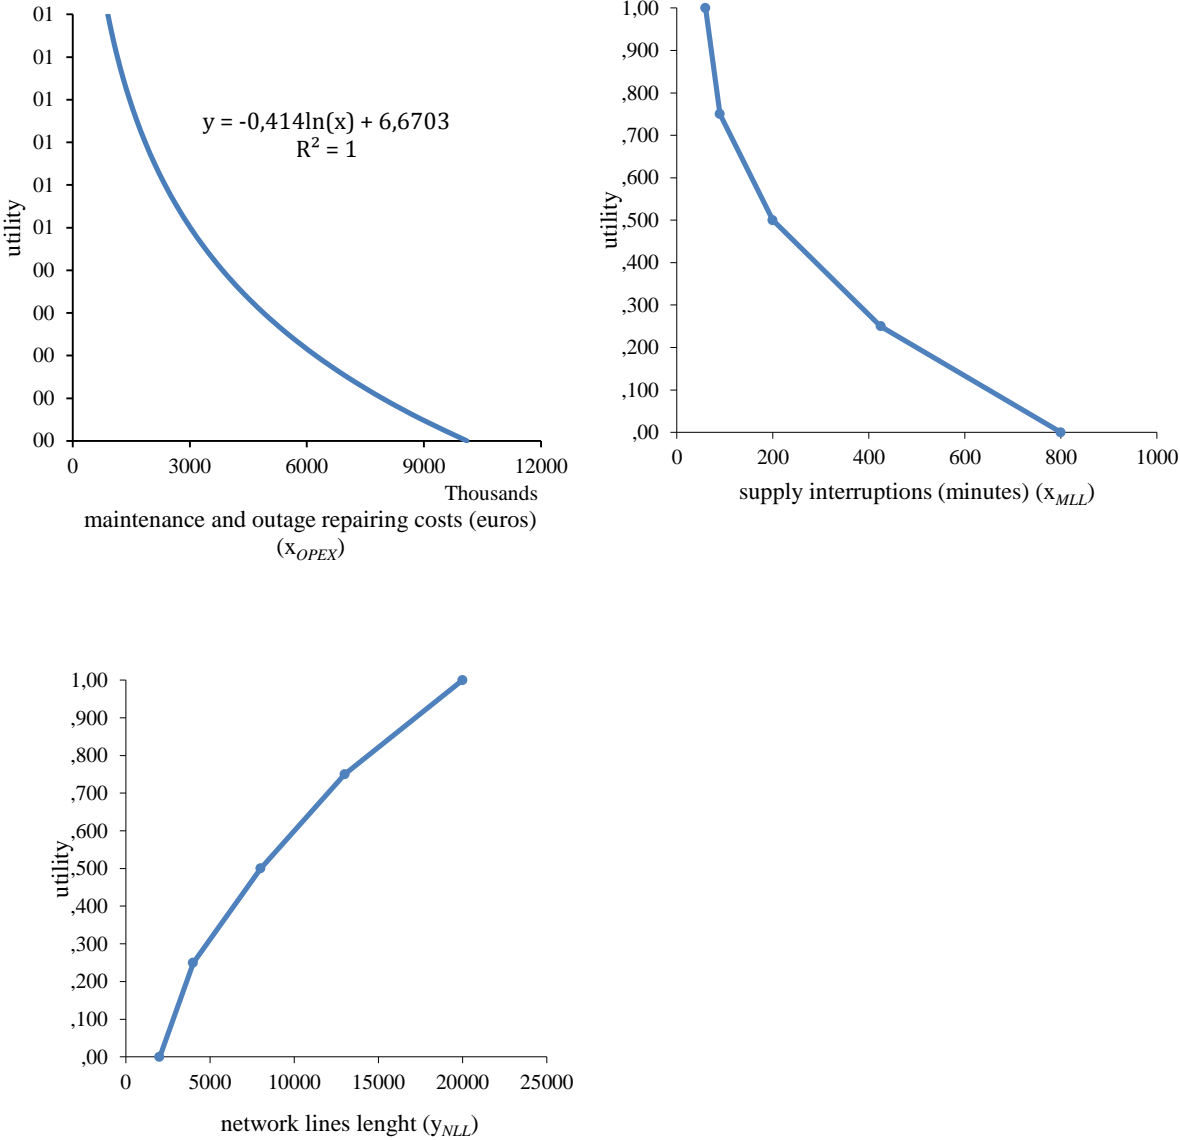 utility
01
01
01
01
01
01
00
00
00
00
00
y = -0,414ln(x) + 6,6703
R² = 1
0 3000 6000 9000 12000
Thousands
maintenance and outage repairing costs (euros)
(xOPEX)
utility
1,00
,900
,800
,700
,600
,500
,400
,300
,200
,100
,00
0 200 400 600 800 1000
supply interruptions (minutes) (xMLL)
utility
1,00
,900
,800
,700
,600
,500
,400
,300
,200
,100
,00
0 5000 10000 15000 20000 25000
network lines lenght (yNLL)